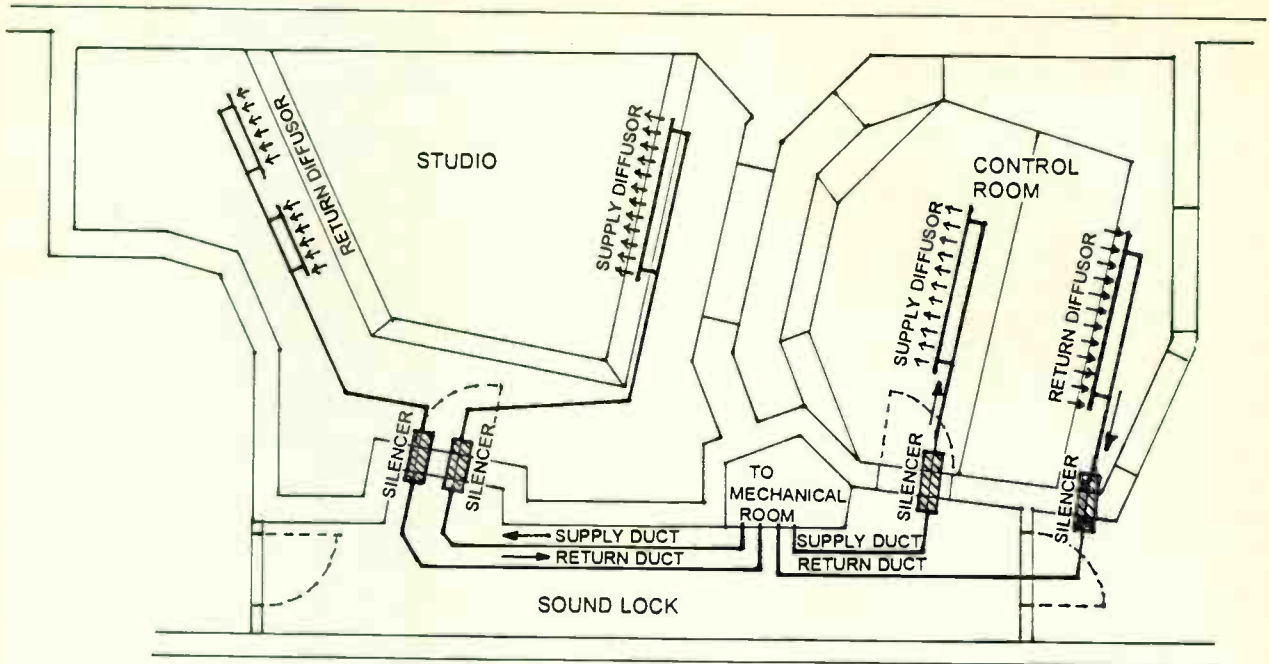 RETURN DIFFUSOR
STUDIO
SUPPLY DIFFUSOR
CONTROL
ROOM
SUPPLY DIFFUSOR
RETURN DIFFUSOR
SILENCER
SILENCER
TO
MECHANICAL
ROOM
SILENCER
SILENCER
SUPPLY DUCT
RETURN DUCT
SUPPLY DUCT
RETURN DUCT
SOUND LOCK